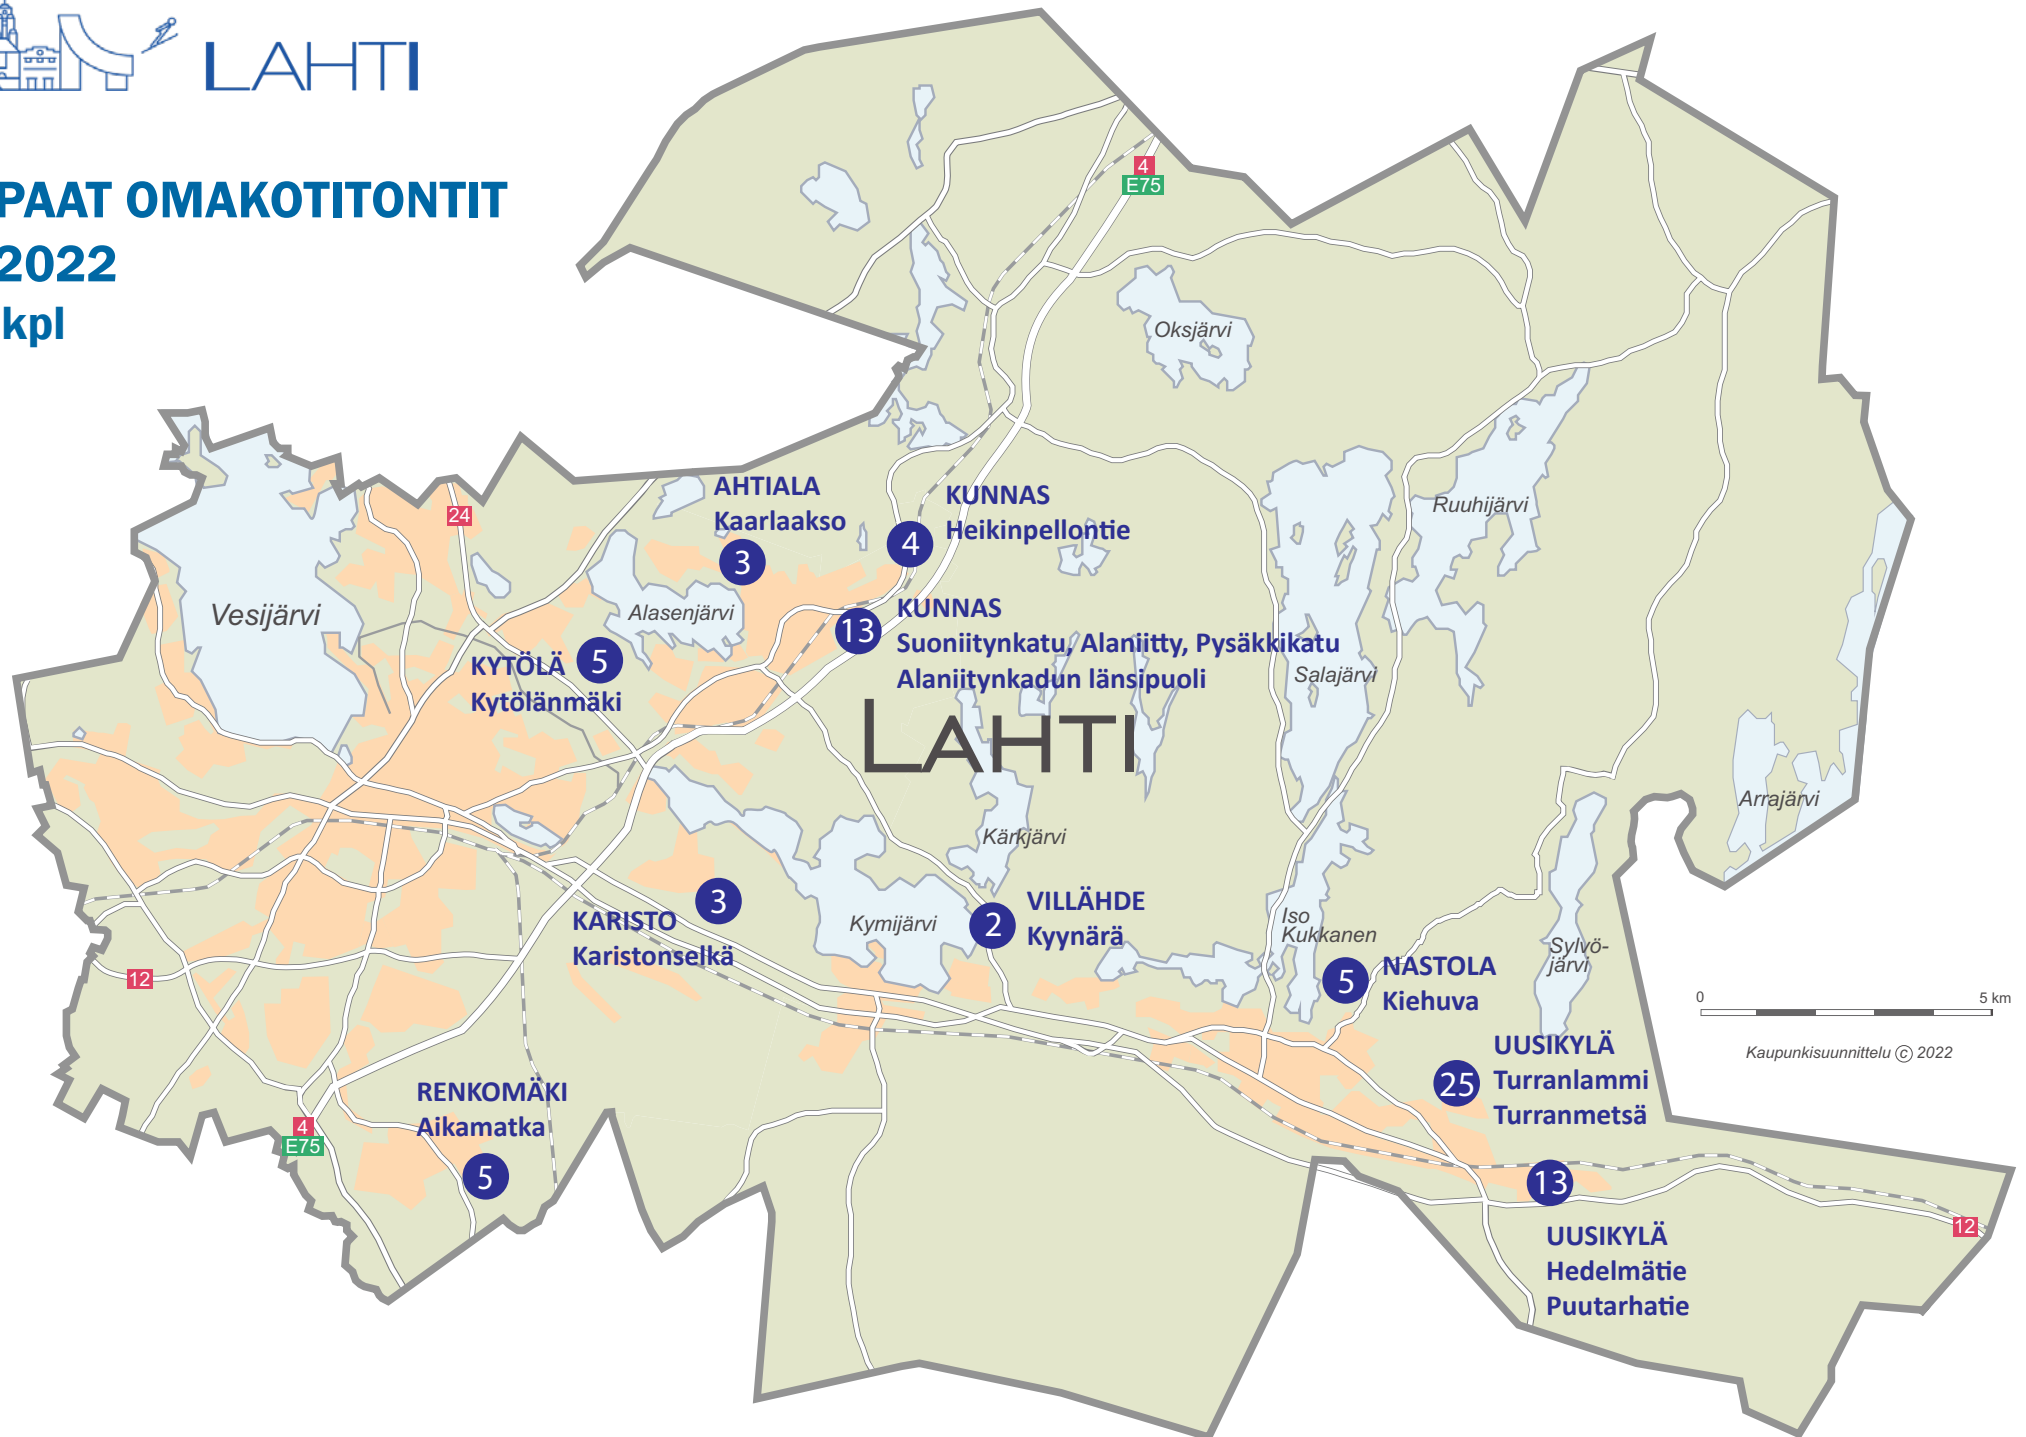 LAHTI
PAAT OMAKOTITONTIT
2022
kpl
4
E75
Oksjärvi
24
AHTIALA
Kaarlaakso
3
KUNNAS
Heikinpellontie
4
Ruuhijärvi
Vesijärvi
Alasenjärvi
13
KUNNAS
Suoniitynkatu, Alaniitty, Pysäkkikatu
Alaniitynkadun länsipuoli
KYTÖLÄ
Kytölänmäki
5
Salajärvi
LAHTI
Arrajärvi
Kärkjärvi
3
KARISTO
Karistonselkä
Kymijärvi
2
VILLÄHDE
Kyynärä
Iso
Kukkanen
Sylvö-
järvi
12
5
NASTOLA
Kiehuva
0
5 km
Kaupunkisuunnittelu © 2022
25
UUSIKYLÄ
Turranlammi
Turranmetsä
RENKOMÄKI
Aikamatka
5
4
E75
13
UUSIKYLÄ
Hedelmätie
Puutarhatie
12